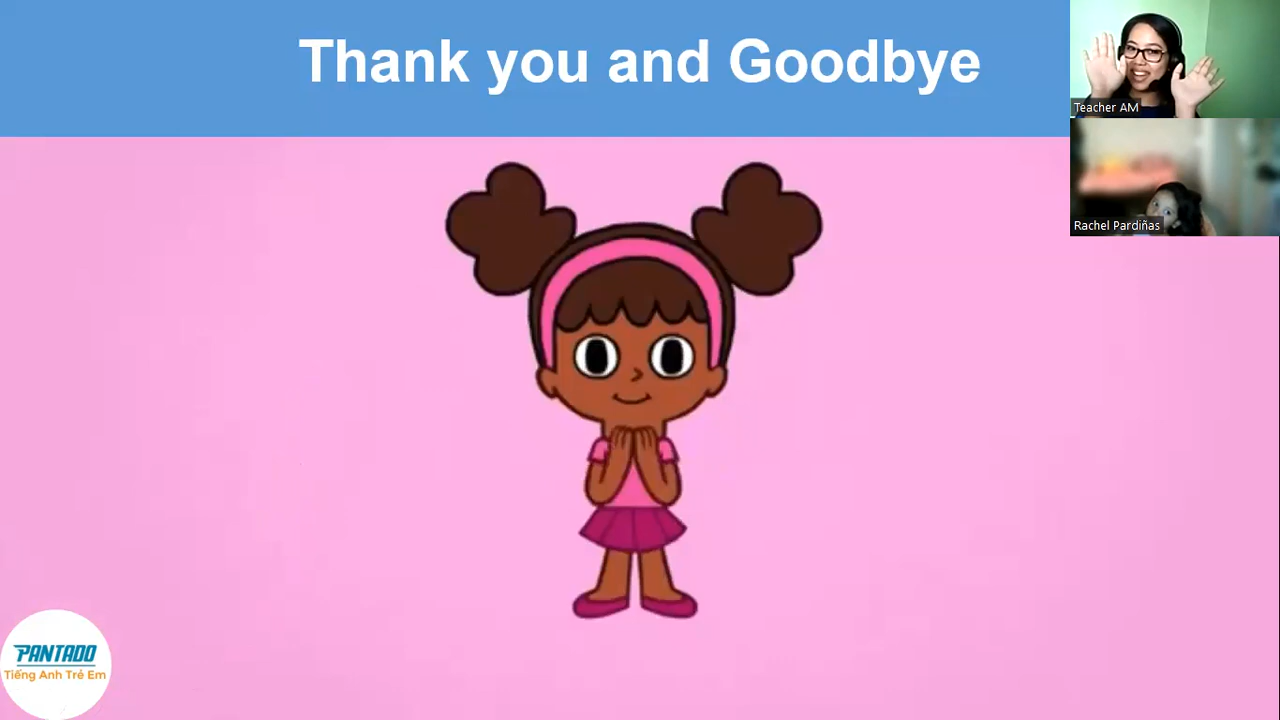 Thank you and Goodbye
Teacher AM
Rachel Pardiñas
PANTADO
Tiếng Anh Trẻ Em